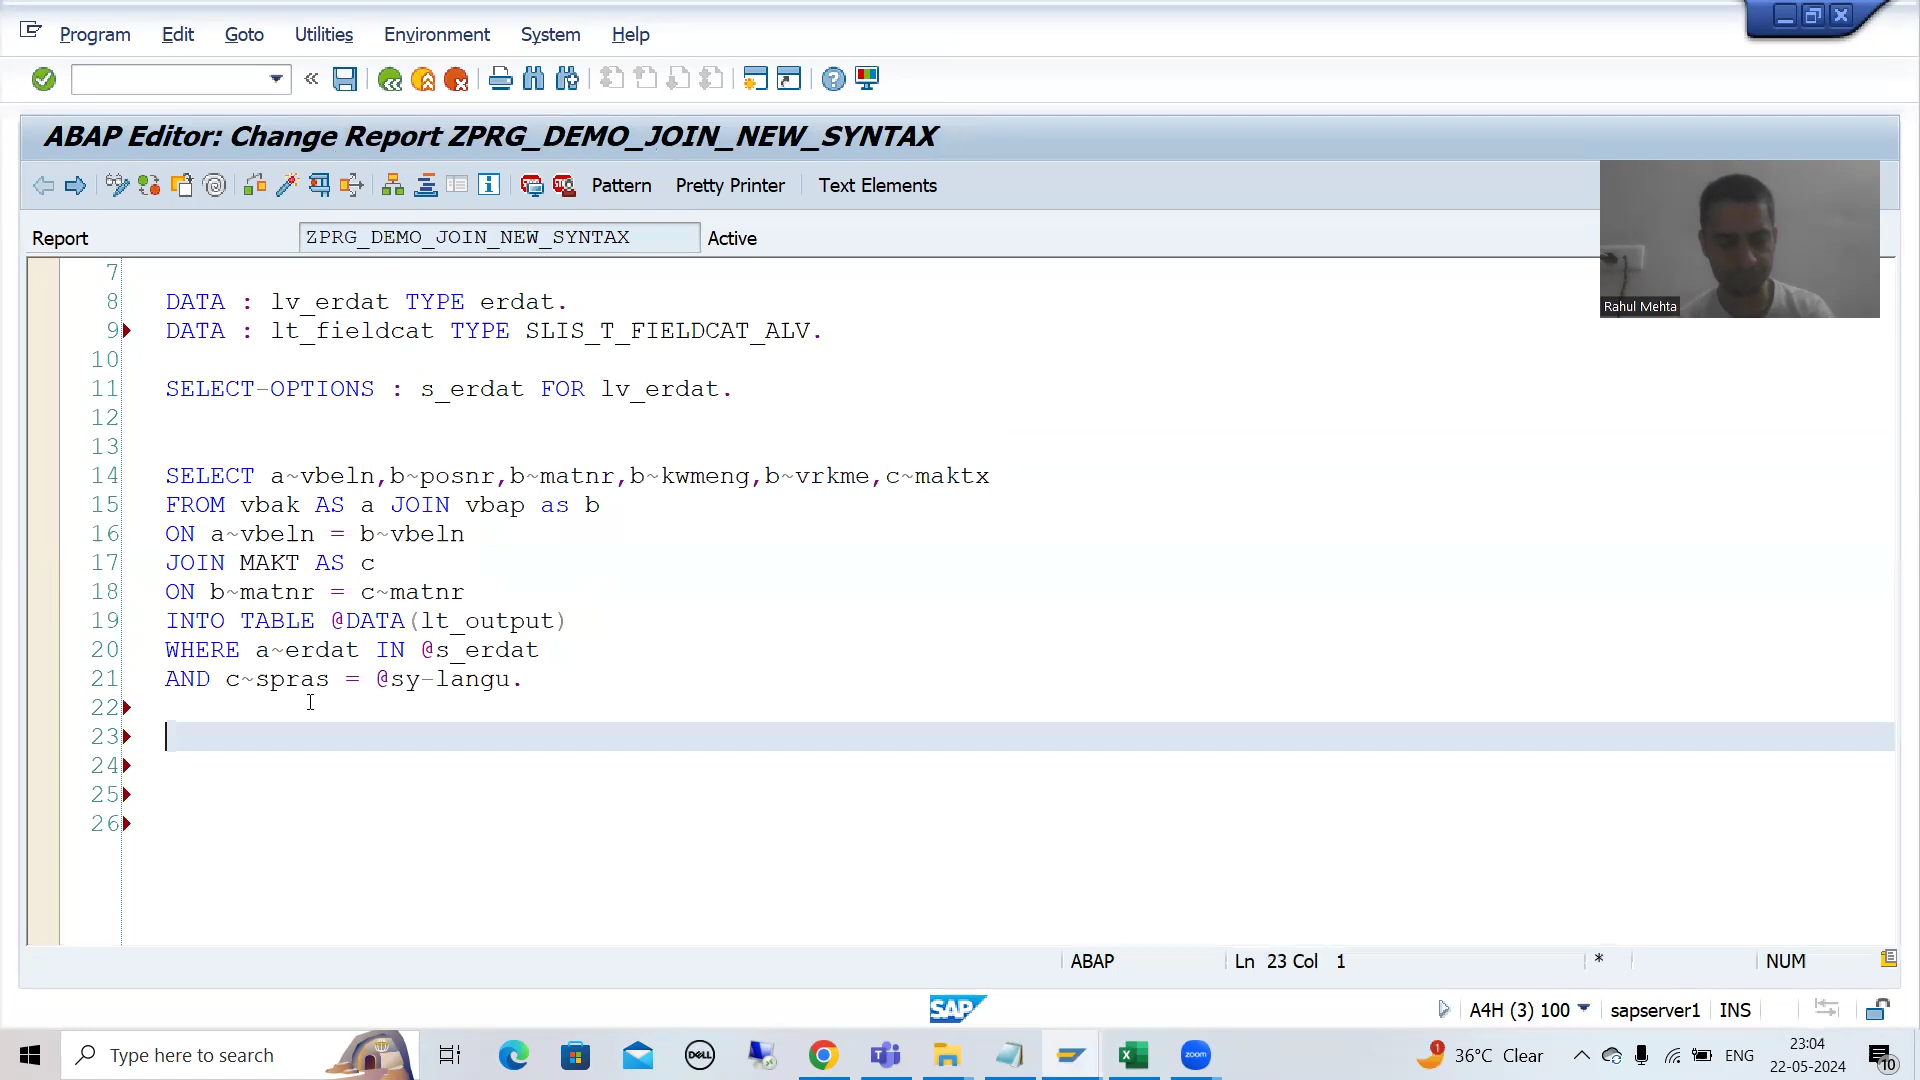 Program Edit Goto Utilities Environment System Help
ABAP Editor: Change Report ZPRG_DEMO_JOIN_NEW_SYNTAX
Pattern Pretty Printer Text Elements
Report ZPRG_DEMO_JOIN_NEW_SYNTAX Active
Rahul Mehta
7
8 DATA : lv_erdat TYPE erdat.
9 DATA : lt_fieldcat TYPE SLIS_T_FIELDCAT_ALV.
10
11 SELECT-OPTIONS : s_erdat FOR lv_erdat.
12
13
14 SELECT a~vbeln,b~posnr,b~matnr,b~kwmeng,b~vrkme,c~maktx
15 FROM vbak AS a JOIN vbap as b
16 ON a~vbeln = b~vbeln
17 JOIN MAKT AS c
18 ON b~matnr = c~matnr
19 INTO TABLE @DATA(lt_output)
20 WHERE a~erdat IN @s_erdat
21 AND c~spras = @sy-langu.
22
23
24
25
26
ABAP Ln 23 Col 1 * NUM
SAP A4H (3) 100 sapserver1 INS
Type here to search DELL zoom 1 36°C Clear ENG 23:04
22-05-2024 10